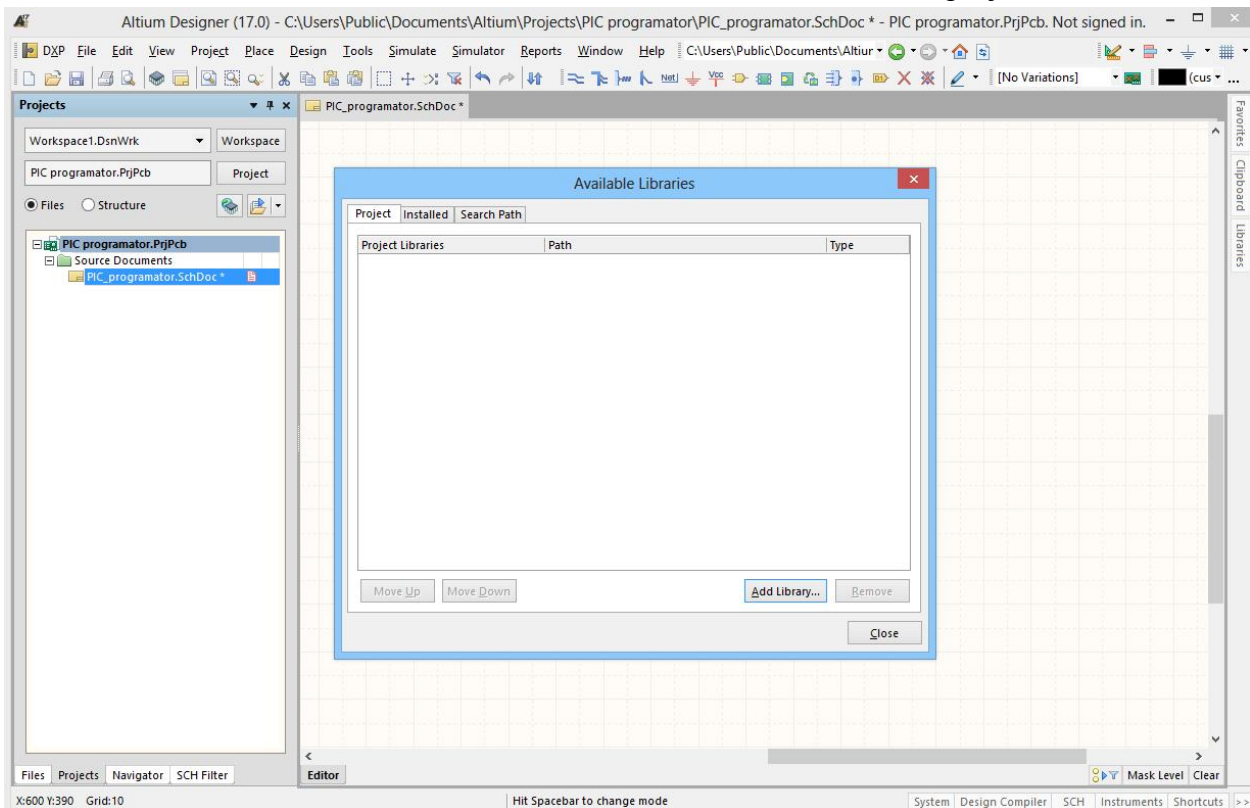 Altium Designer (17.0) - C:\Users\Public\Documents\Altium\Projects\PIC programator\PIC_programator.SchDoc * - PIC programator.PrjPcb. Not signed in.
DXP File Edit View Project Place Design Tools Simulate Simulator Reports Window Help C:\Users\Public\Documents\Altiur
Net Vcc [No Variations] (cus ...
Projects
PIC_programator.SchDoc *
Workspace1.DsnWrk Workspace
PIC programator.PrjPcb Project
Files Structure
PIC programator.PrjPcb
Source Documents
PIC_programator.SchDoc *
Available Libraries
Project Installed Search Path
Project Libraries Path Type
Move Up Move Down Add Library... Remove
Close
Favorites
Clipboard
Libraries
Files Projects Navigator SCH Filter
Editor
Mask Level Clear
X:600 Y:390 Grid:10
Hit Spacebar to change mode
System Design Compiler SCH Instruments Shortcuts >>